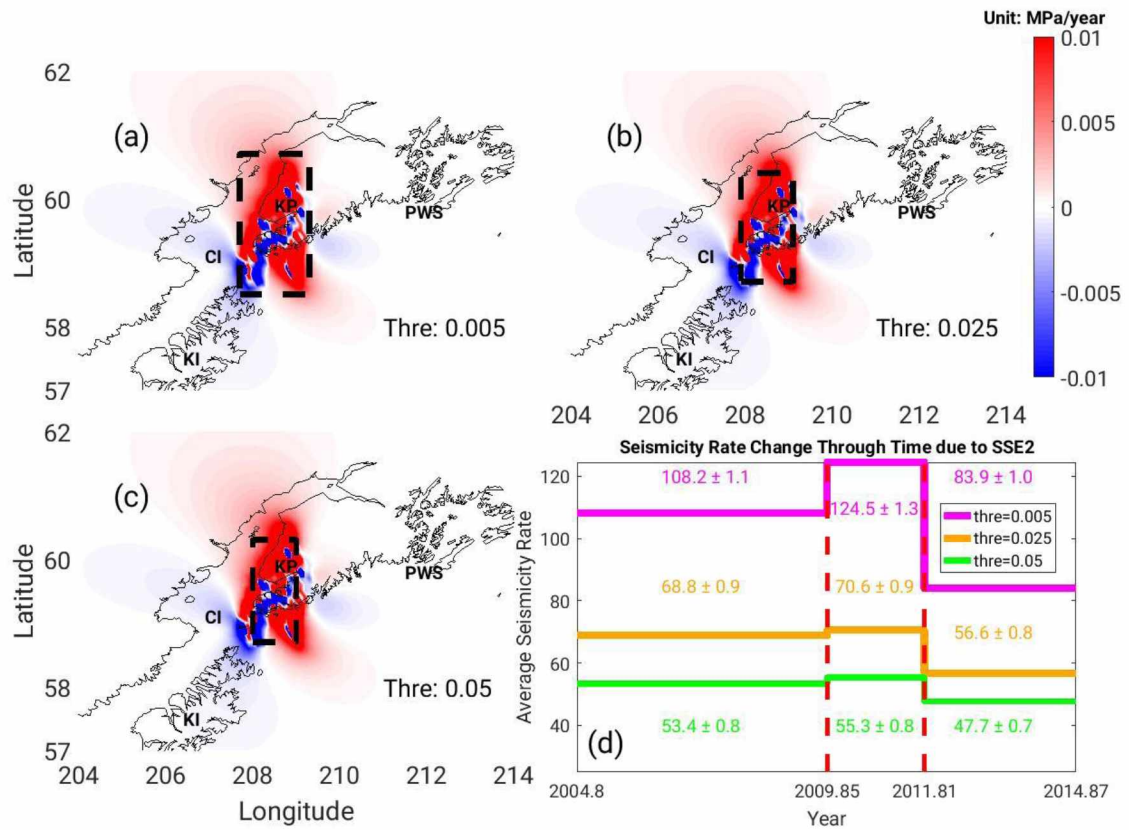 Unit: MPa/year
0.01
0.005
0
-0.005
-0.01
62
60
58
57
Latitude
(a)
KP
PWS
CI
KI
Thre: 0.005
(b)
KP
PWS
CI
KI
Thre: 0.025
204
206
208
210
212
214
62
60
58
57
Latitude
(c)
KP
PWS
CI
KI
Thre: 0.05
204
206
208
210
212
214
Longitude
Seismicity Rate Change Through Time due to SSE2
120
100
80
60
40
Average Seismicity Rate
108.2 ± 1.1
124.5 ± 1.3
83.9 ± 1.0
thre=0.005
thre=0.025
thre=0.05
68.8 ± 0.9
70.6 ± 0.9
56.6 ± 0.8
53.4 ± 0.8
55.3 ± 0.8
47.7 ± 0.7
(d)
2004.8
2009.85
2011.81
2014.87
Year